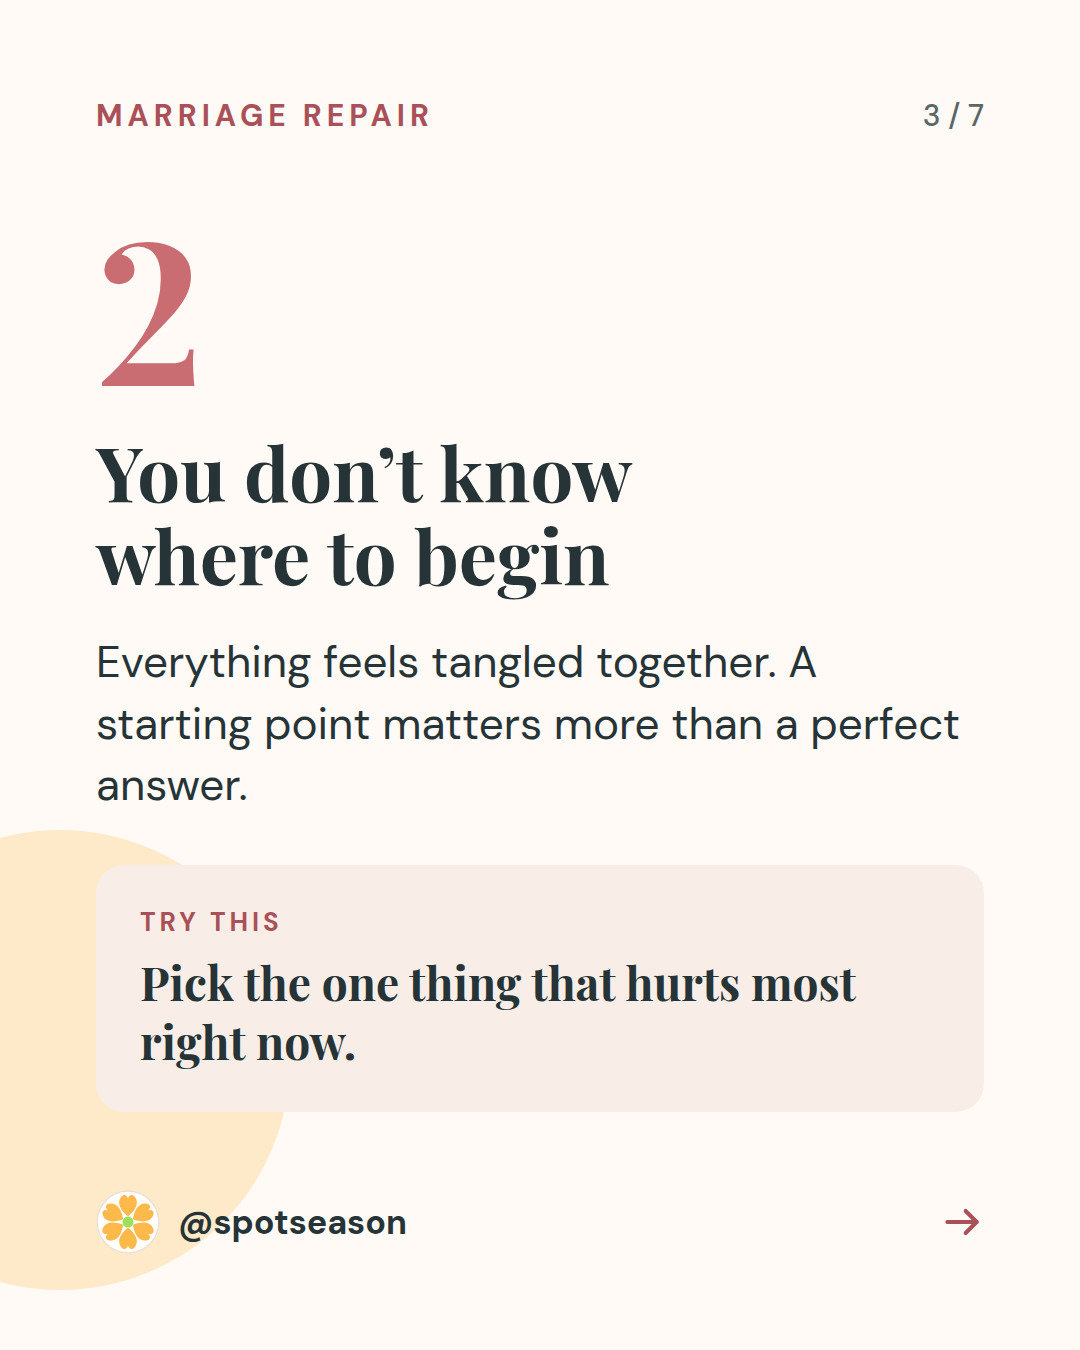 MARRIAGE REPAIR
3 / 7
2
You don’t know
where to begin
Everything feels tangled together. A
starting point matters more than a perfect
answer.
TRY THIS
Pick the one thing that hurts most
right now.
@spotseason